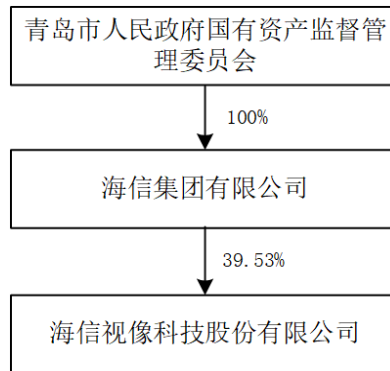 青岛市人民政府国有资产监督管
理委员会
100%
海信集团有限公司
39.53%
海信视像科技股份有限公司